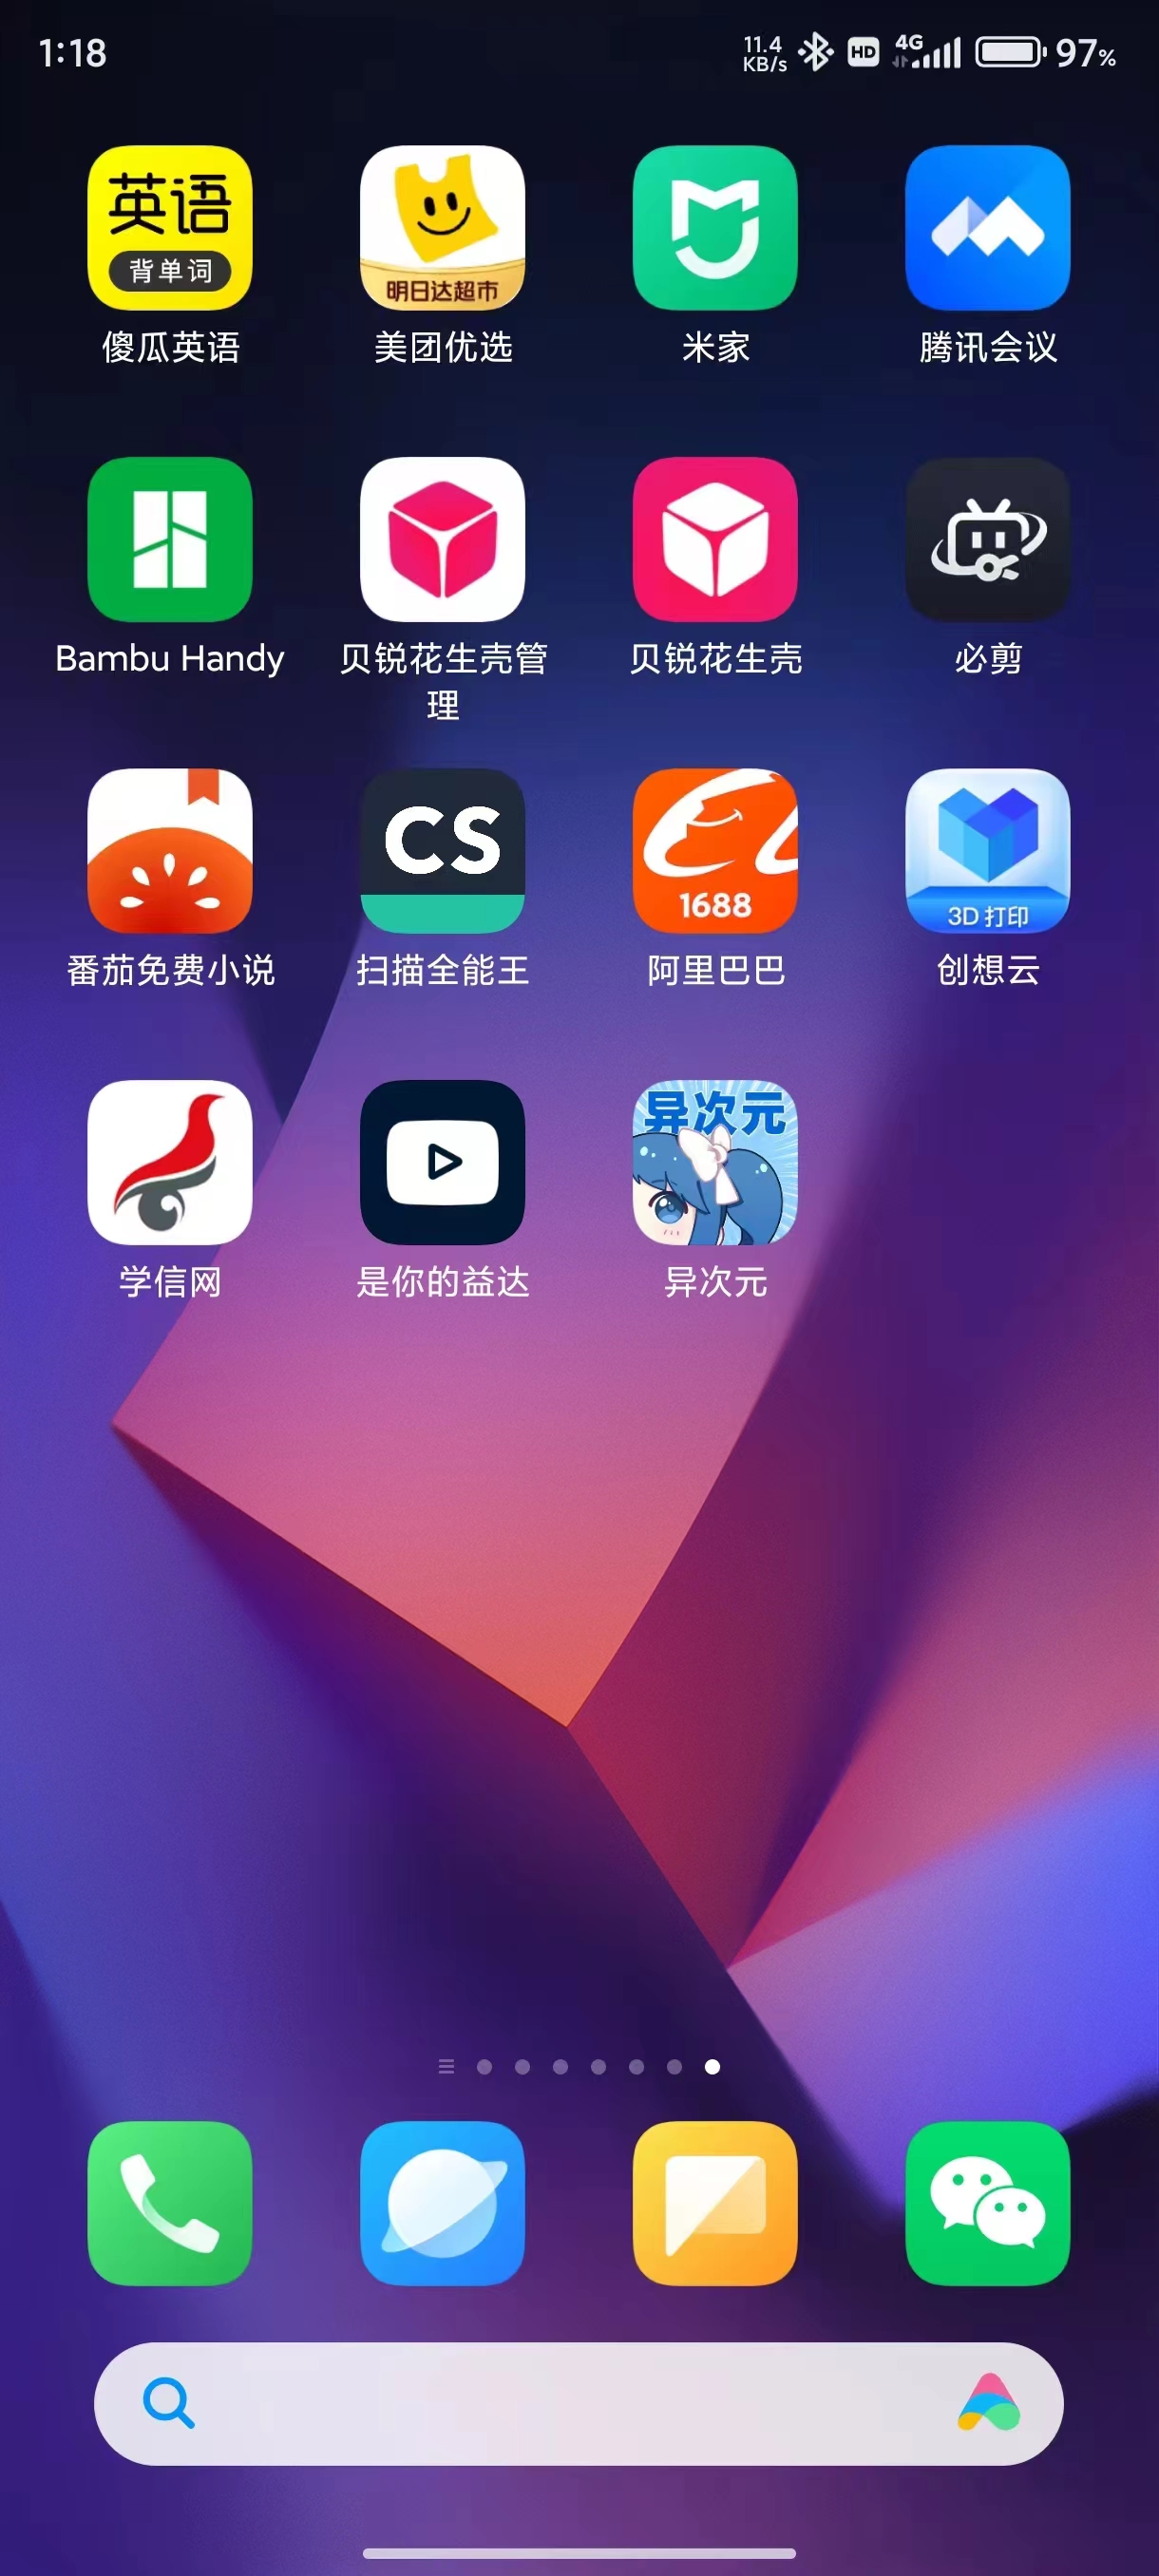 1:18
11.4
KB/s
HD
4G
97%
英语
背单词
明日达超市
傻瓜英语
美团优选
米家
腾讯会议
Bambu Handy
贝锐花生壳管
理
贝锐花生壳
必剪
CS
1688
3D 打印
番茄免费小说
扫描全能王
阿里巴巴
创想云
异次元
学信网
是你的益达
异次元